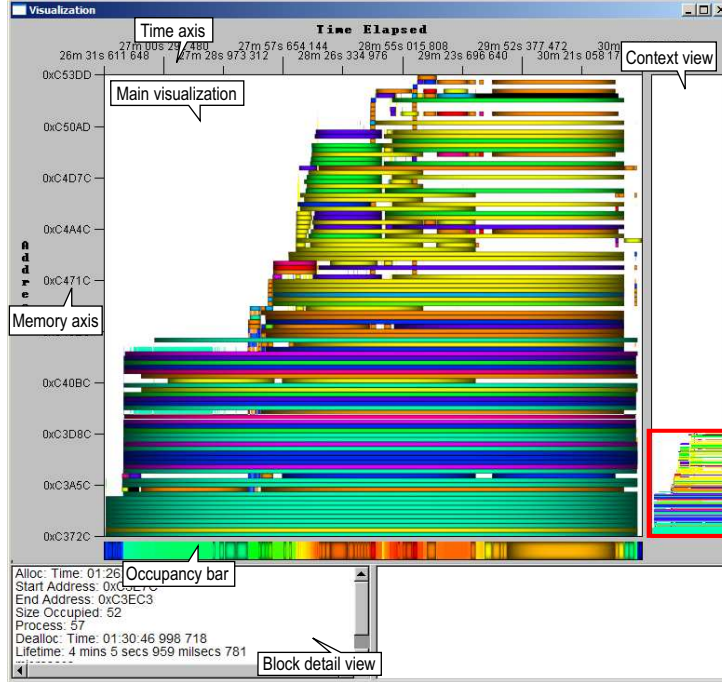 Visualization
Time axis
Time Elapsed
27m 00s 29 480 27m 57s 654 144 28m 55s 015 808 29m 52s 377 472 30m
26m 31s 611 648 27m 28s 973 312 28m 26s 334 976 29m 23s 696 640 30m 21s 058 17
Context view
0xC53DD
Main visualization
0xC50AD
0xC4D7C
0xC4A4C
Addre
0xC471C
Memory axis
0xC40BC
0xC3D8C
0xC3A5C
0xC372C
Occupancy bar
Alloc: Time: 01:26
Start Address:
End Address: 0xC3EC3
Size Occupied: 52
Process: 57
Dealloc: Time: 01:30:46 998 718
Lifetime: 4 mins 5 secs 959 milsecs 781
Block detail view